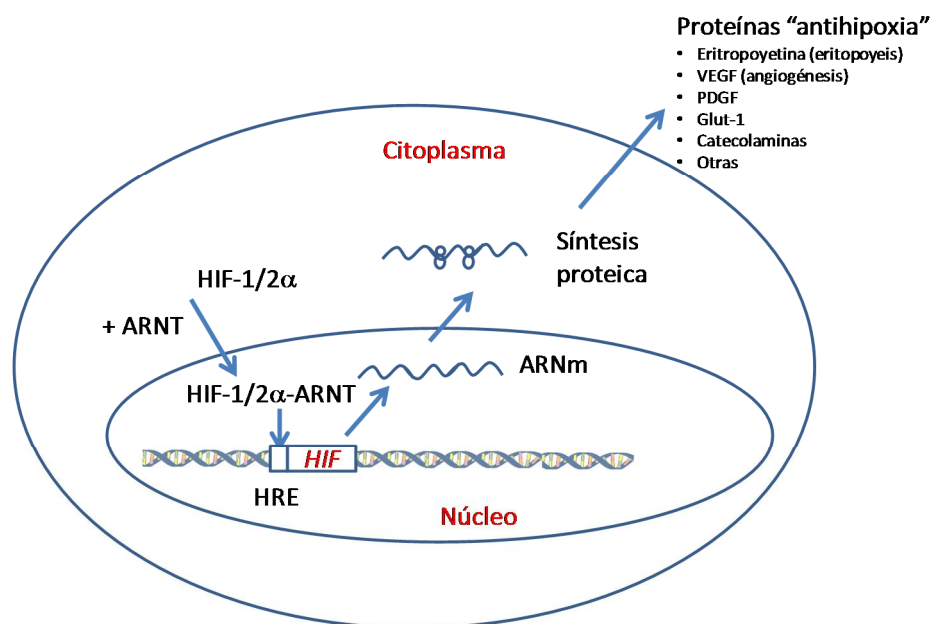 Proteínas “antihipoxia”
• Eritropoyetina (eritopoyeis)
• VEGF (angiogénesis)
• PDGF
• Glut-1
• Catecolaminas
• Otras
Citoplasma
Síntesis
proteica
HIF-1/2α
+ ARNT
ARNm
HIF-1/2α-ARNT
HIF
HRE
Núcleo